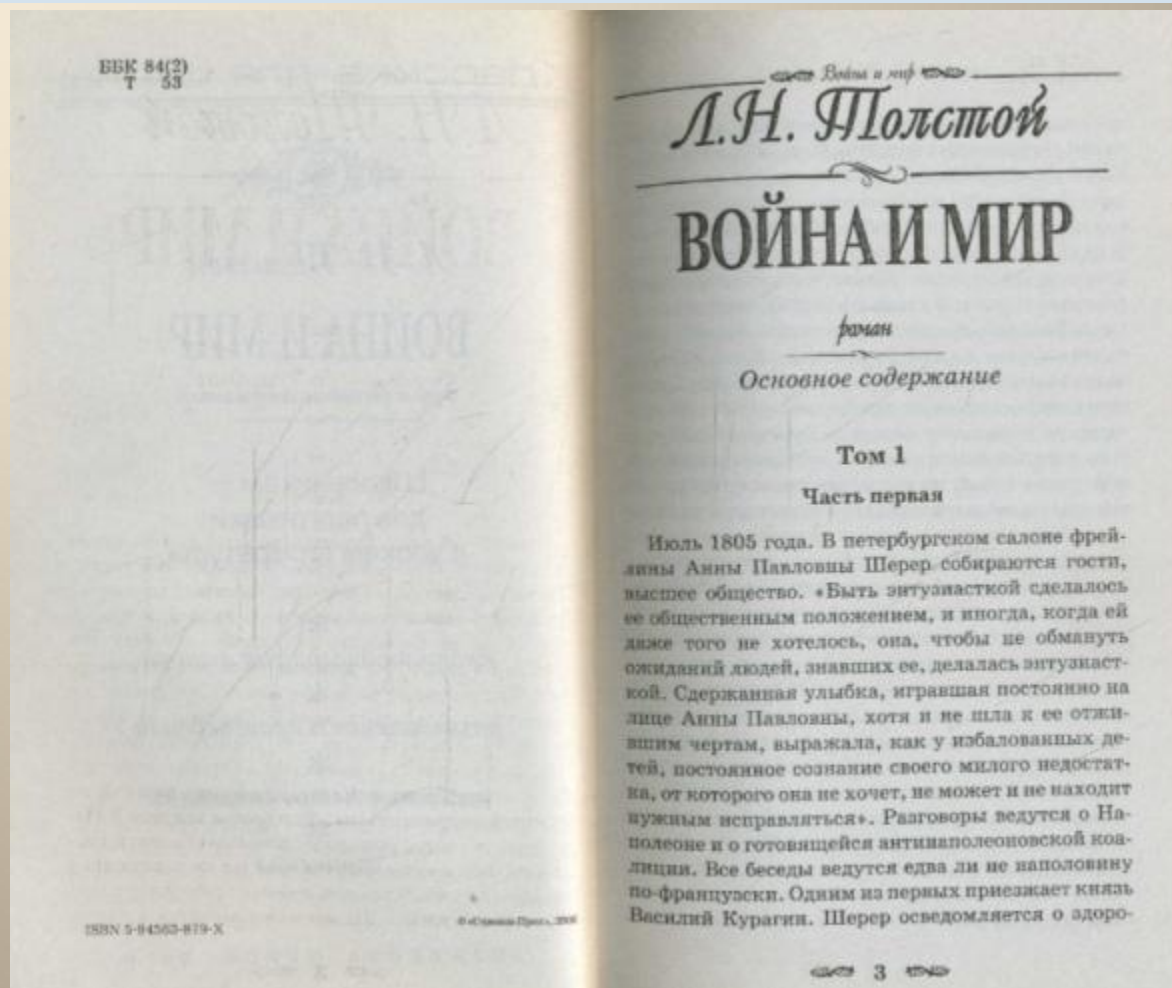 ББК 84(2)
Т 53
ISBN 5-94563-879-X
Война и мир
Л.Н. Толстой
ВОЙНА И МИР
роман
Основное содержание
Том 1
Часть первая
Июль 1805 года. В петербургском салоне фрей-
лины Анны Павловны Шерер собираются гости,
высшее общество. «Быть энтузиасткой сделалось
ее общественным положением, и иногда, когда ей
даже того не хотелось, она, чтобы не обмануть
ожиданий людей, знавших ее, делалась энтузиаст-
кой. Сдержанная улыбка, игравшая постоянно на
лице Анны Павловны, хотя и не шла к ее отжи-
вшим чертам, выражала, как у избалованных де-
тей, постоянное сознание своего милого недостат-
ка, от которого она не хочет, не может и не находит
нужным исправляться». Разговоры ведутся о На-
полеоне и о готовящейся антинаполеоновской коа-
лиции. Все беседы ведутся едва ли не наполовину
по-французски. Одним из первых приезжает князь
Василий Курагин. Шерер осведомляется о здоро-
3